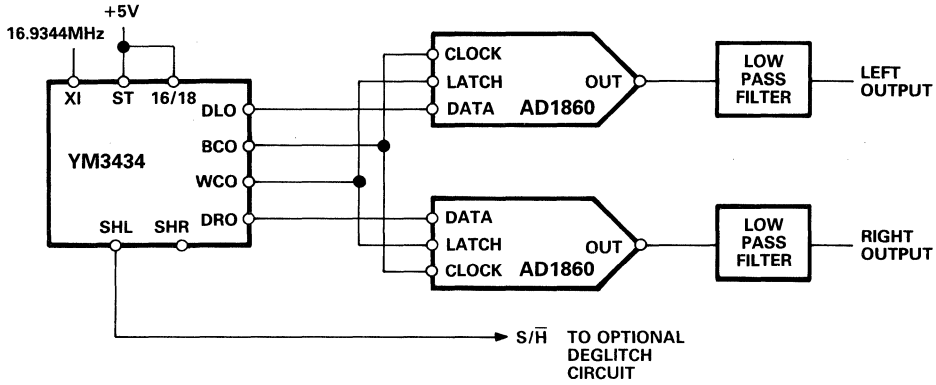 +5V
16.9344MHz
XI
ST
16/18
DLO
BCO
WCO
DRO
YM3434
SHL
SHR
CLOCK
LATCH
DATA
OUT
AD1860
LOW
PASS
FILTER
LEFT
OUTPUT
DATA
LATCH
CLOCK
OUT
AD1860
LOW
PASS
FILTER
RIGHT
OUTPUT
S/H̅ TO OPTIONAL
DEGLITCH
CIRCUIT